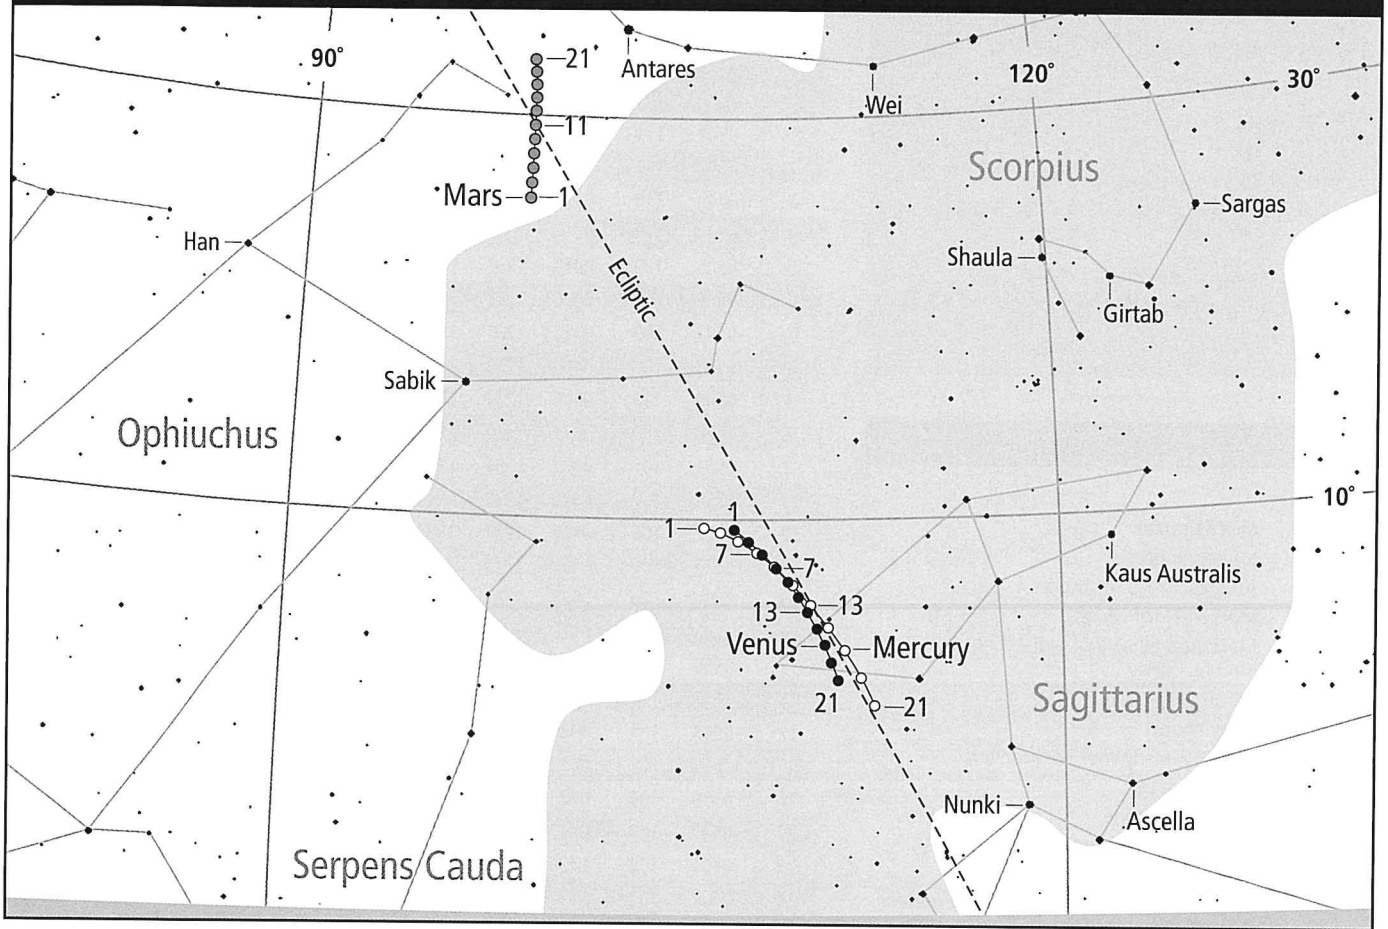 21
90°
Antares
120°
30°
Wei
11
Scorpius
Mars
1
Sargas
Han
Shaula
Ecliptic
Girtab
Sabik
Ophiuchus
10°
1
1
7
7
Kaus Australis
13
13
Venus
Mercury
Sagittarius
21
21
Nunki
Ascella
Serpens Cauda